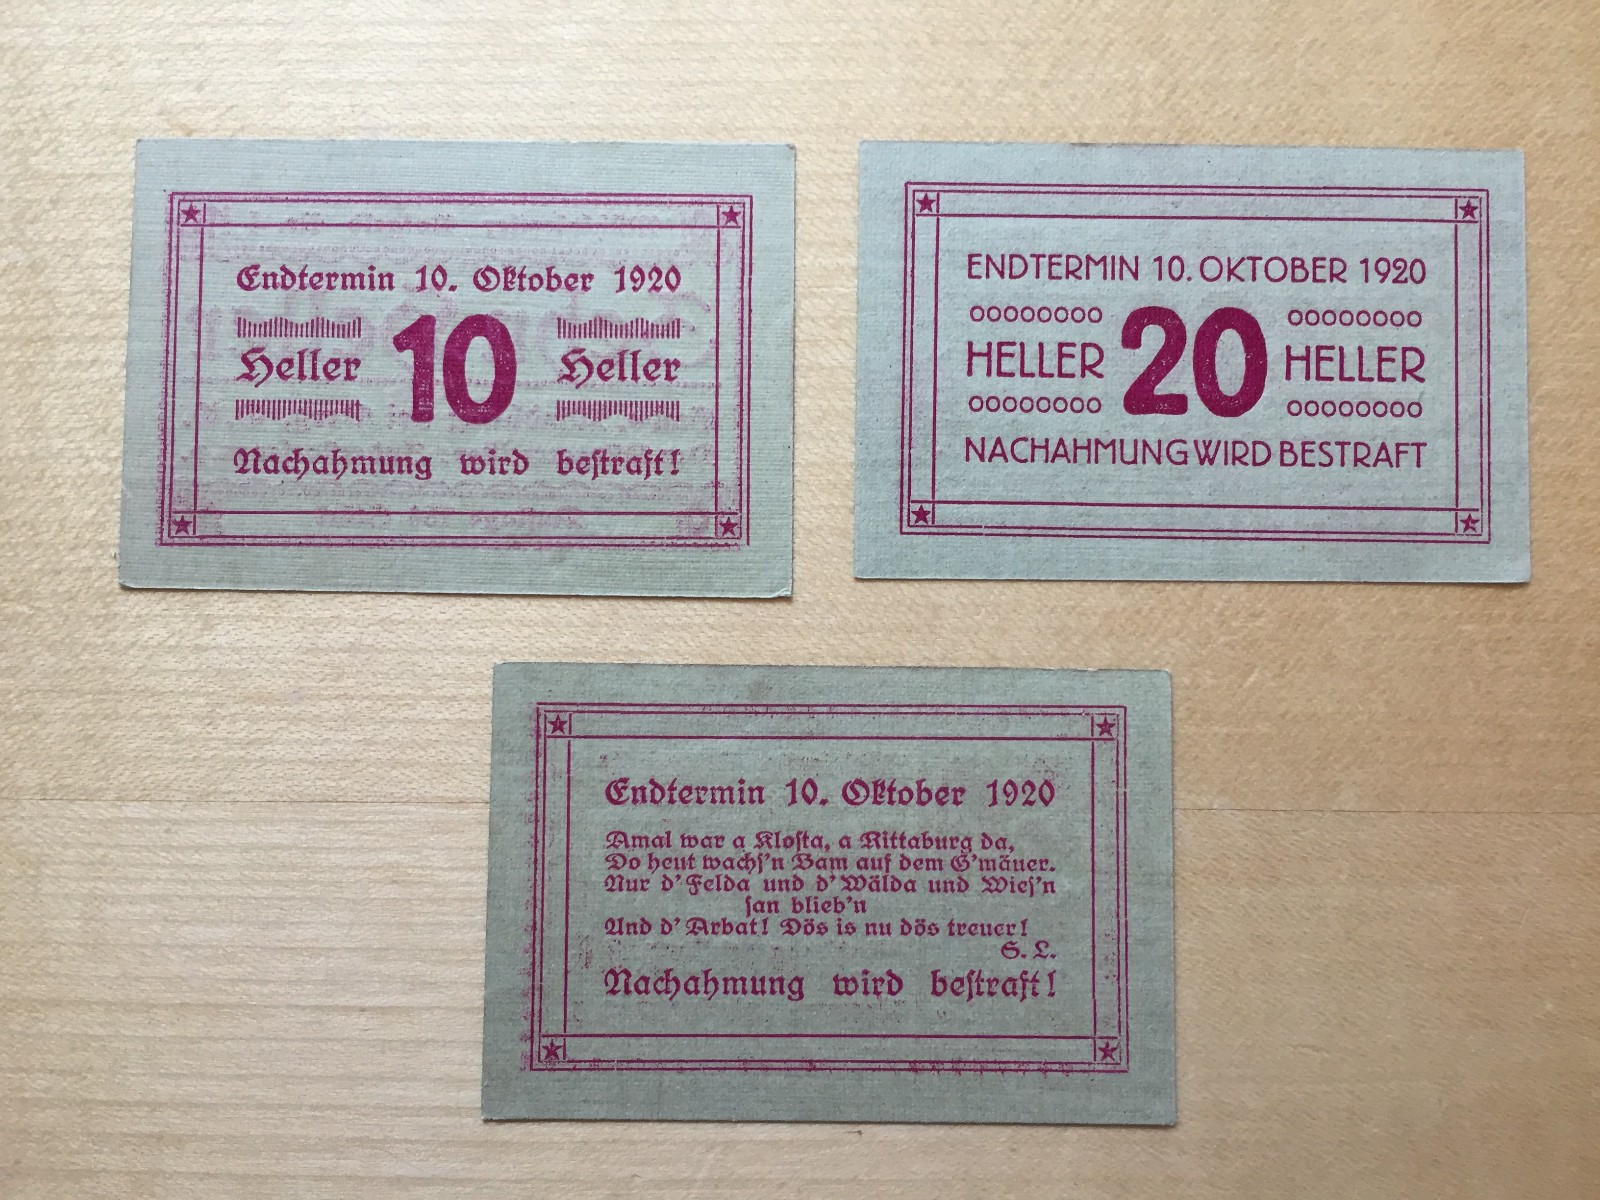 Endtermin 10. Oktober 1920
Heller 10 Heller
Nachahmung wird bestraft!
ENDTERMIN 10. OKTOBER 1920
HELLER 20 HELLER
NACHAHMUNG WIRD BESTRAFT
Endtermin 10. Oktober 1920
Amal war a Klosta, a Rittaburg da,
Do heut wachs'n Bam auf dem G'mäuer.
Nur d' Felda und d' Wälda und Wies'n
san blieb'n
Und d' Arbat! Dös is nu dös treuer!
S. L.
Nachahmung wird bestraft!